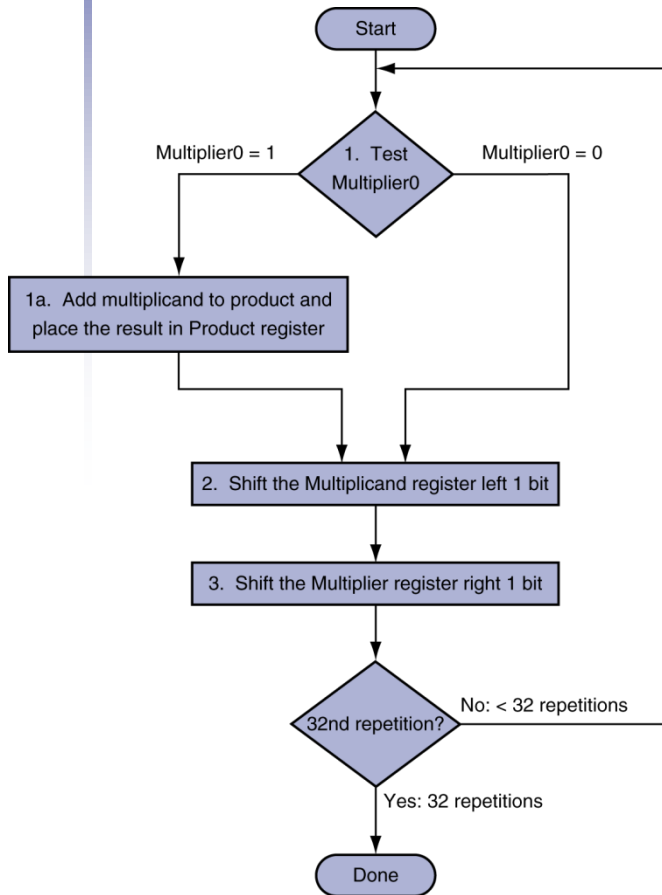 Start
Multiplier0 = 1
1. Test
Multiplier0
Multiplier0 = 0
1a. Add multiplicand to product and
place the result in Product register
2. Shift the Multiplicand register left 1 bit
3. Shift the Multiplier register right 1 bit
32nd repetition?
No: < 32 repetitions
Yes: 32 repetitions
Done